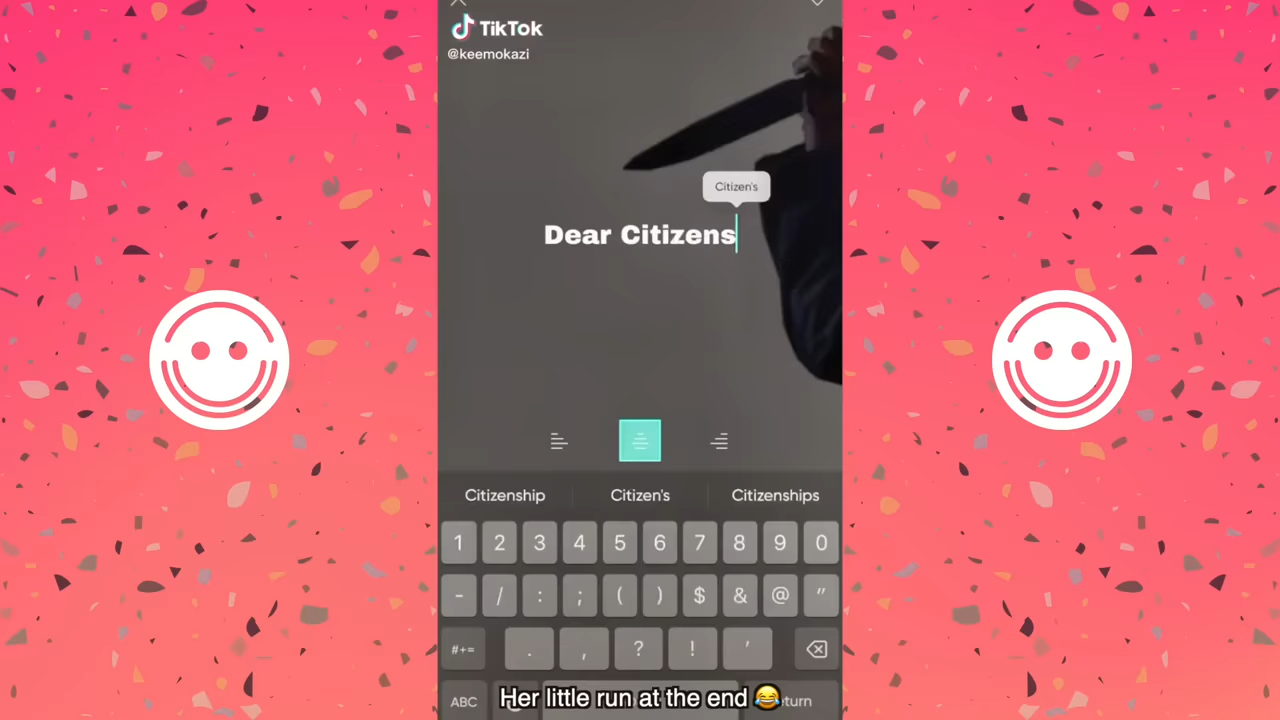 TikTok
@keemokazi
Citizen's
Dear Citizens
Citizenship Citizen's Citizenships
1 2 3 4 5 6 7 8 9 0
- / : ; ( ) $ & @ "
#+= . , ? ! '
ABC
Her little run at the end 😂